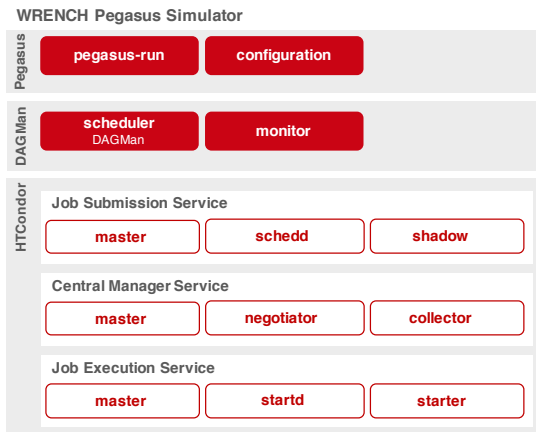 WRENCH Pegasus Simulator
Pegasus
pegasus-run
configuration
DAGMan
scheduler
DAGMan
monitor
HTCondor
Job Submission Service
master
schedd
shadow
Central Manager Service
master
negotiator
collector
Job Execution Service
master
startd
starter